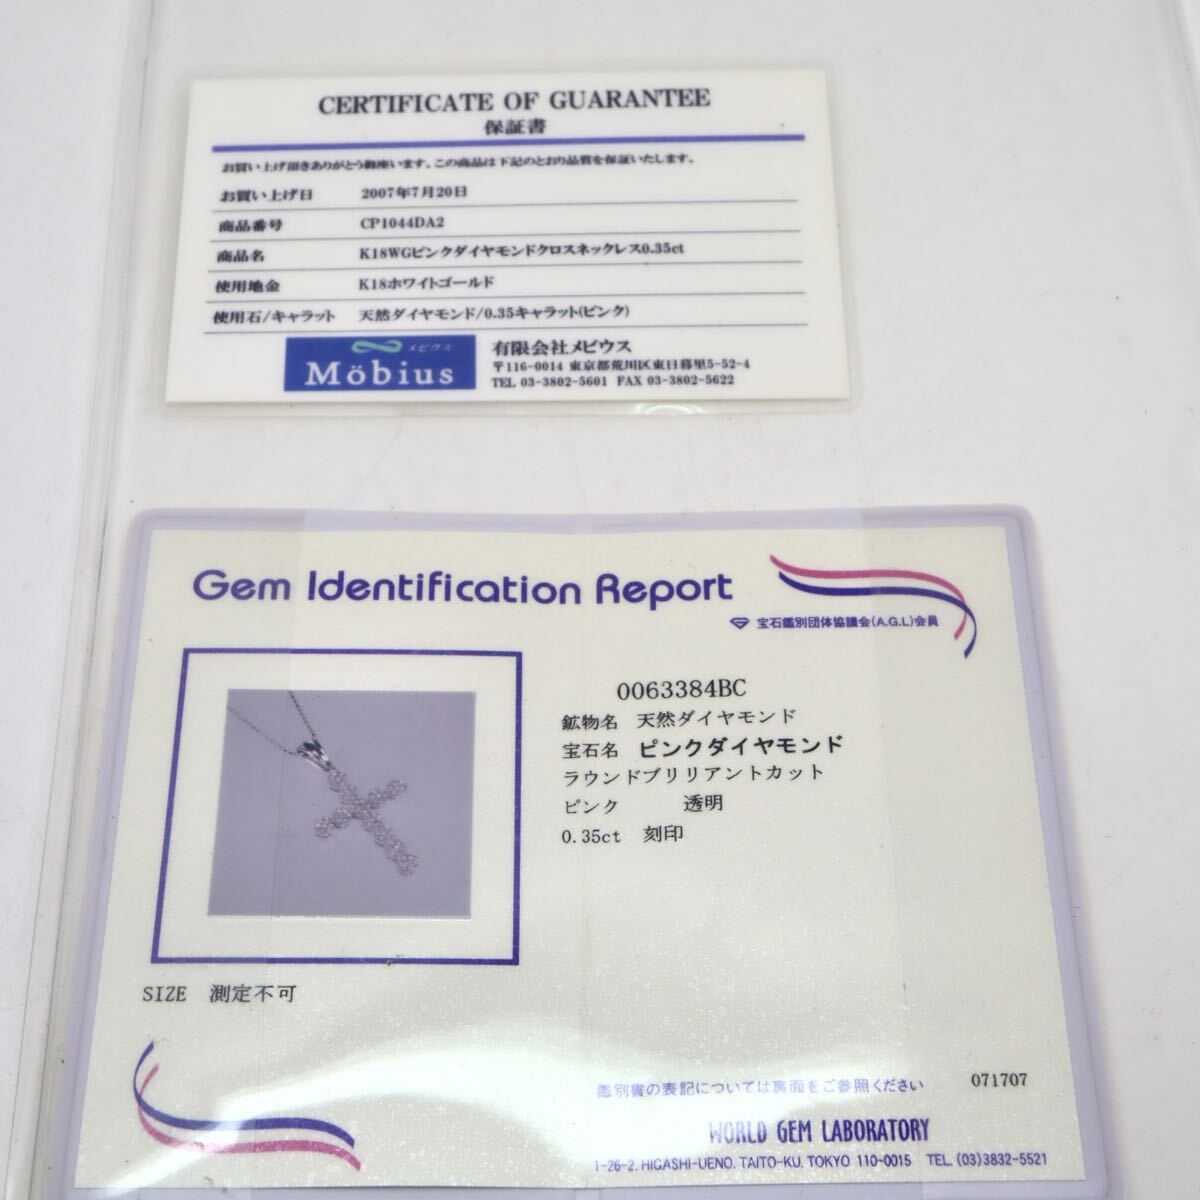 CERTIFICATE OF GUARANTEE
保証書
お買い上げ頂きありがとう御座います。この商品は下記のとおり品質を保証いたします。
お買い上げ日 2007年7月20日
商品番号 CP1044DA2
商品名 K18WGピンクダイヤモンドクロスネックレス0.35ct
使用地金 K18ホワイトゴールド
使用石/キャラット 天然ダイヤモンド/0.35キャラット(ピンク)
メビウス
Möbius
有限会社メビウス
〒116-0014 東京都荒川区東日暮里5-52-4
TEL 03-3802-5601 FAX 03-3802-5622
Gem Identification Report
宝石鑑別団体協議会(A.G.L)会員
0063384BC
鉱物名 天然ダイヤモンド
宝石名 ピンクダイヤモンド
ラウンドブリリアントカット
ピンク 透明
0.35ct 刻印
SIZE 測定不可
鑑別書の表記については裏面をご参照ください
071707
WORLD GEM LABORATORY
1-26-2, HIGASHI-UENO, TAITO-KU, TOKYO 110-0015 TEL. (03)3832-5521